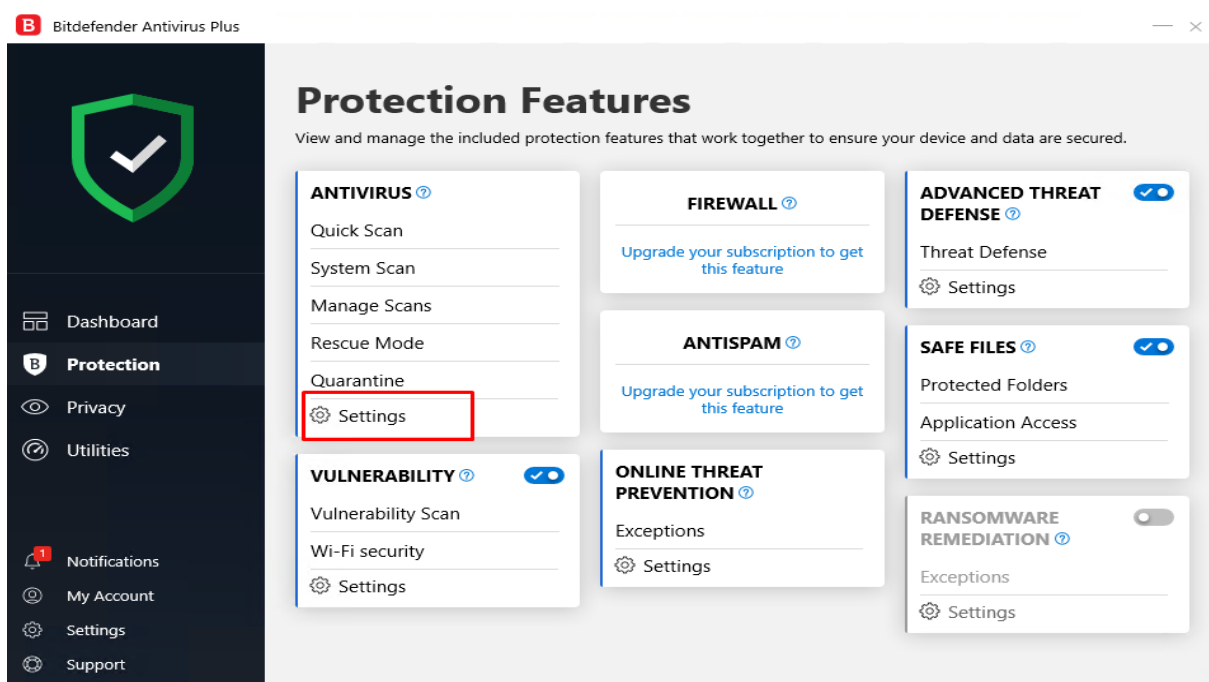 B Bitdefender Antivirus Plus
Dashboard
B Protection
Privacy
Utilities
1
Notifications
My Account
Settings
Support
Protection Features
View and manage the included protection features that work together to ensure your device and data are secured.
ANTIVIRUS ?
Quick Scan
System Scan
Manage Scans
Rescue Mode
Quarantine
Settings
VULNERABILITY ?
Vulnerability Scan
Wi-Fi security
Settings
FIREWALL ?
Upgrade your subscription to get
this feature
ANTISPAM ?
Upgrade your subscription to get
this feature
ONLINE THREAT
PREVENTION ?
Exceptions
Settings
ADVANCED THREAT
DEFENSE ?
Threat Defense
Settings
SAFE FILES ?
Protected Folders
Application Access
Settings
RANSOMWARE
REMEDIATION ?
Exceptions
Settings